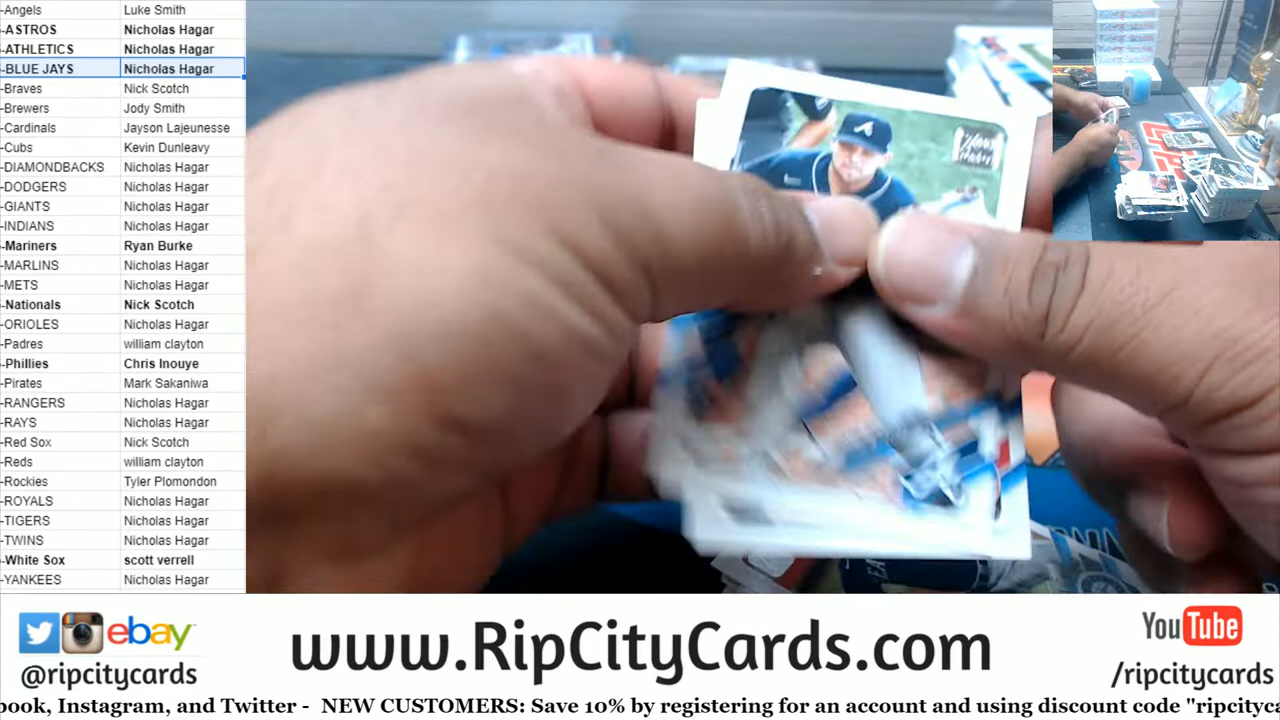 -Angels Luke Smith
-ASTROS Nicholas Hagar
-ATHLETICS Nicholas Hagar
-BLUE JAYS Nicholas Hagar
-Braves Nick Scotch
-Brewers Jody Smith
-Cardinals Jayson Lajeunesse
-Cubs Kevin Dunleavy
-DIAMONDBACKS Nicholas Hagar
-DODGERS Nicholas Hagar
-GIANTS Nicholas Hagar
-INDIANS Nicholas Hagar
-Mariners Ryan Burke
-MARLINS Nicholas Hagar
-METS Nicholas Hagar
-Nationals Nick Scotch
-ORIOLES Nicholas Hagar
-Padres william clayton
-Phillies Chris Inouye
-Pirates Mark Sakaniwa
-RANGERS Nicholas Hagar
-RAYS Nicholas Hagar
-Red Sox Nick Scotch
-Reds william clayton
-Rockies Tyler Plomondon
-ROYALS Nicholas Hagar
-TIGERS Nicholas Hagar
-TWINS Nicholas Hagar
-White Sox scott verrell
-YANKEES Nicholas Hagar
ebay
@ripcitycards
www.RipCityCards.com
YouTube
/ripcitycards
book, Instagram, and Twitter - NEW CUSTOMERS: Save 10% by registering for an account and using discount code "ripcityca